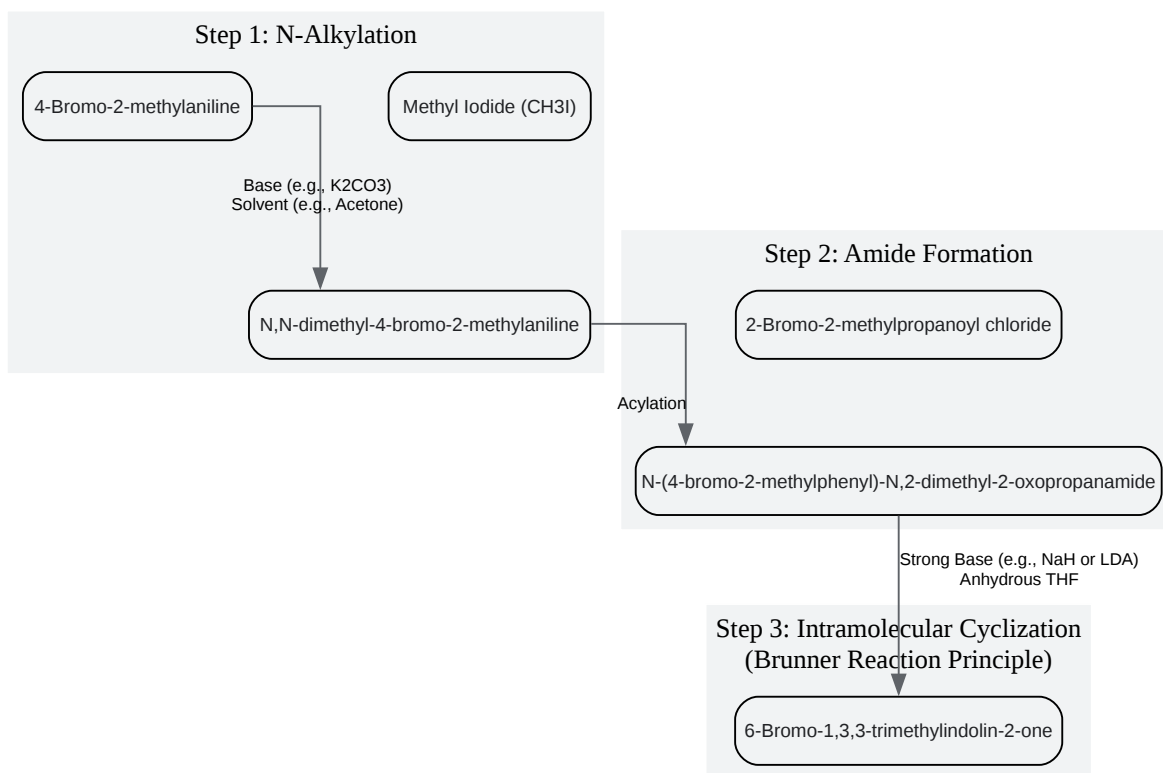 Step 1: N-Alkylation
4-Bromo-2-methylaniline
Methyl Iodide (CH3I)
Base (e.g., K2CO3)
Solvent (e.g., Acetone)
N,N-dimethyl-4-bromo-2-methylaniline
Step 2: Amide Formation
2-Bromo-2-methylpropanoyl chloride
Acylation
N-(4-bromo-2-methylphenyl)-N,2-dimethyl-2-oxopropanamide
Strong Base (e.g., NaH or LDA)
Anhydrous THF
Step 3: Intramolecular Cyclization
(Brunner Reaction Principle)
6-Bromo-1,3,3-trimethylindolin-2-one